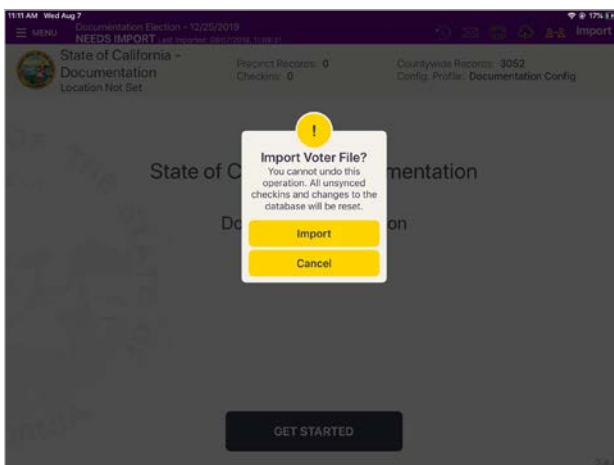 11:11 AM Wed Aug 7
17%
MENU
Documentation Election - 12/25/2019
NEEDS IMPORT
Import
State of California -
Documentation
Location Not Set
Precinct Records: 0
Checkins: 0
Countywide Records: 3052
Config. Profile: Documentation Config
!
Import Voter File?
You cannot undo this
operation. All unsynced
checkins and changes to the
database will be reset.
Import
Cancel
State of C
mentation
Do
on
GET STARTED